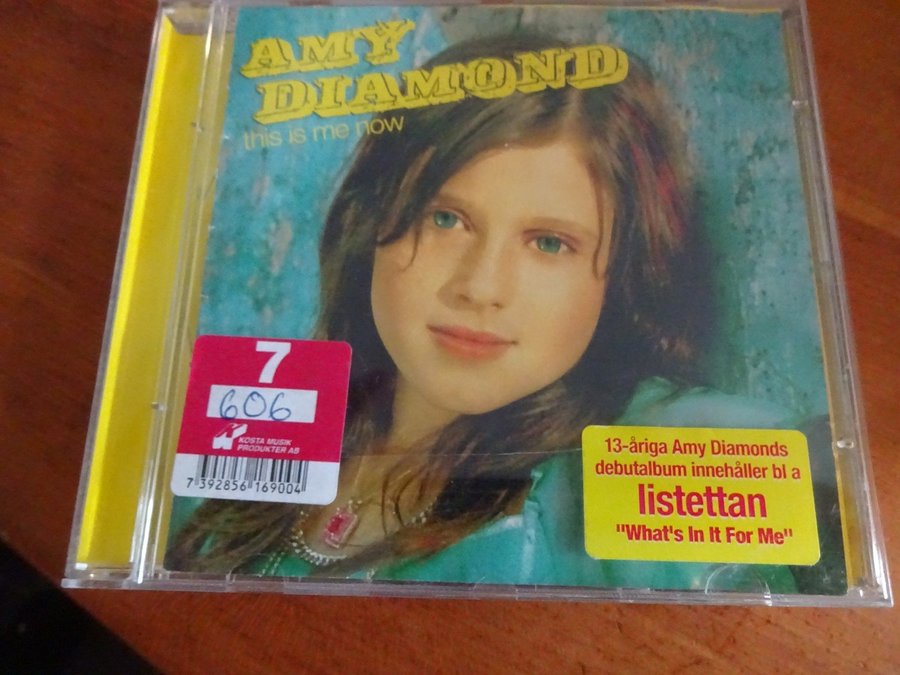 AMY
DIAMOND
this is me now
7
606
KOSTA MUSIK
PRODUKTER AB
7 392856 169004
13-åriga Amy Diamonds
debutalbum innehåller bl a
listettan
"What's In It For Me"